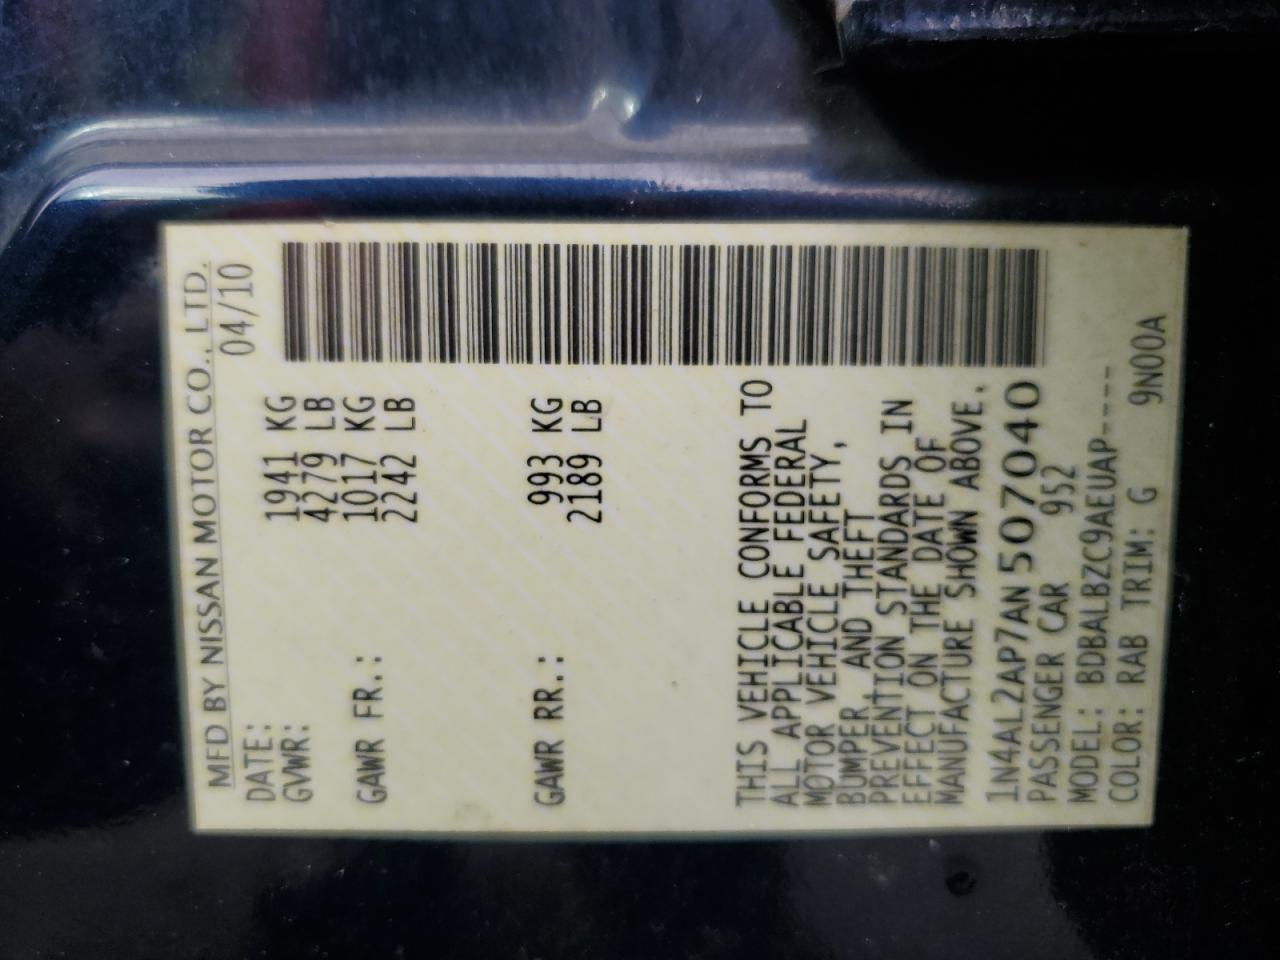 MFD BY NISSAN MOTOR CO., LTD.
DATE: 04/10
GVWR: 1941 KG
4279 LB
GAWR FR.: 1017 KG
2242 LB
GAWR RR.: 993 KG
2189 LB
THIS VEHICLE CONFORMS TO
ALL APPLICABLE FEDERAL
MOTOR VEHICLE SAFETY,
BUMPER, AND THEFT
PREVENTION STANDARDS IN
EFFECT ON THE DATE OF
MANUFACTURE SHOWN ABOVE.
1N4AL2AP7AN507040
PASSENGER CAR 952
MODEL: BDBALBZC9AEUAP----
COLOR: RAB TRIM: G 9N00A